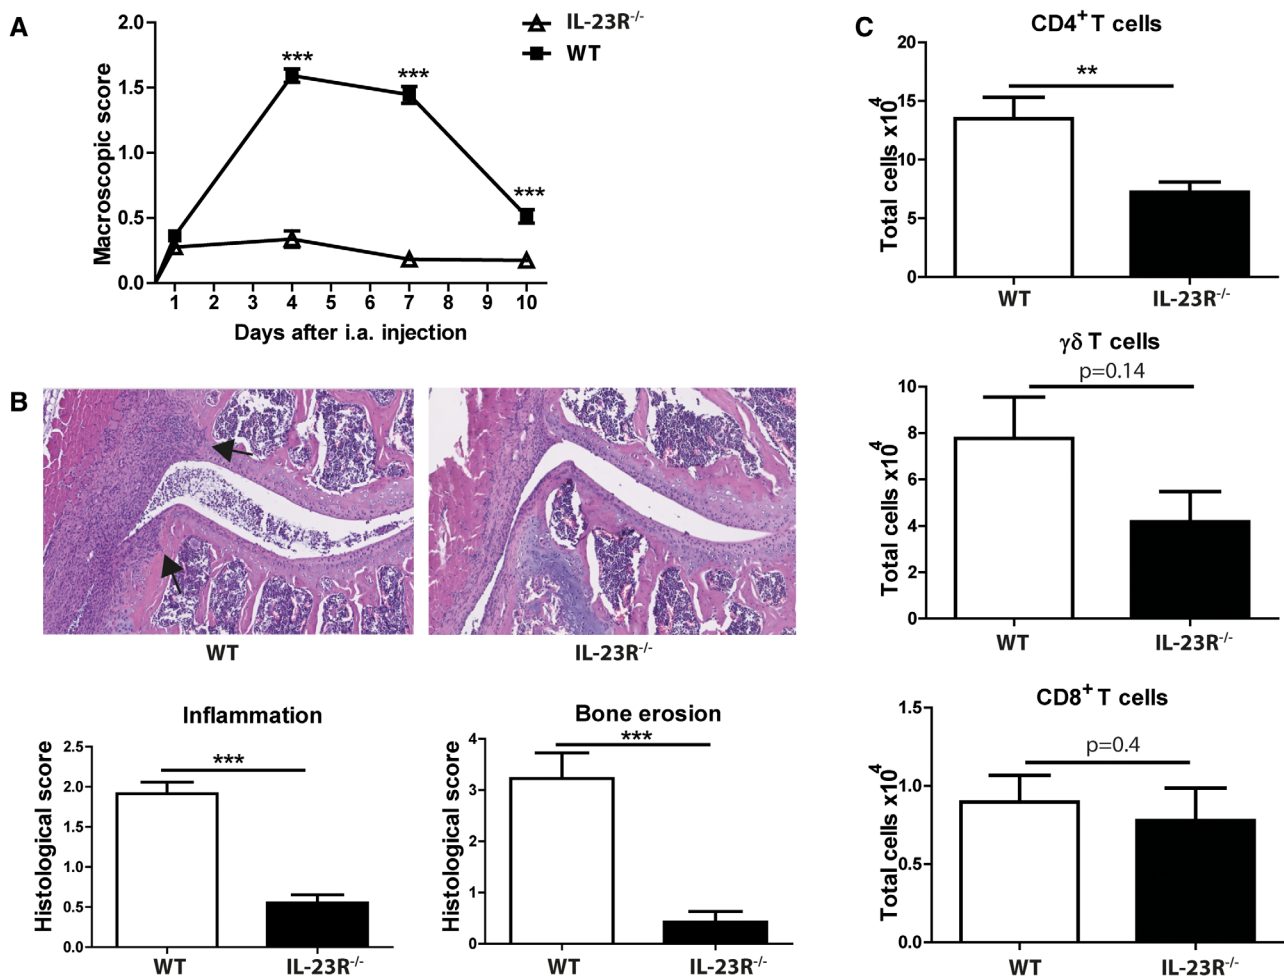 A
IL-23R-/-
WT
Macroscopic score
2.0
1.5
1.0
0.5
0.0
***
***
***
1 2 3 4 5 6 7 8 9 10
Days after i.a. injection
B
WT
IL-23R-/-
Inflammation
Histological score
2.5
2.0
1.5
1.0
0.5
0.0
***
WT
IL-23R-/-
Bone erosion
Histological score
4
3
2
1
0
***
WT
IL-23R-/-
C
CD4+ T cells
Total cells x104
20
15
10
5
0
**
WT
IL-23R-/-
γδ T cells
p=0.14
Total cells x104
10
8
6
4
2
0
WT
IL-23R-/-
CD8+ T cells
p=0.4
Total cells x104
1.5
1.0
0.5
0.0
WT
IL-23R-/-